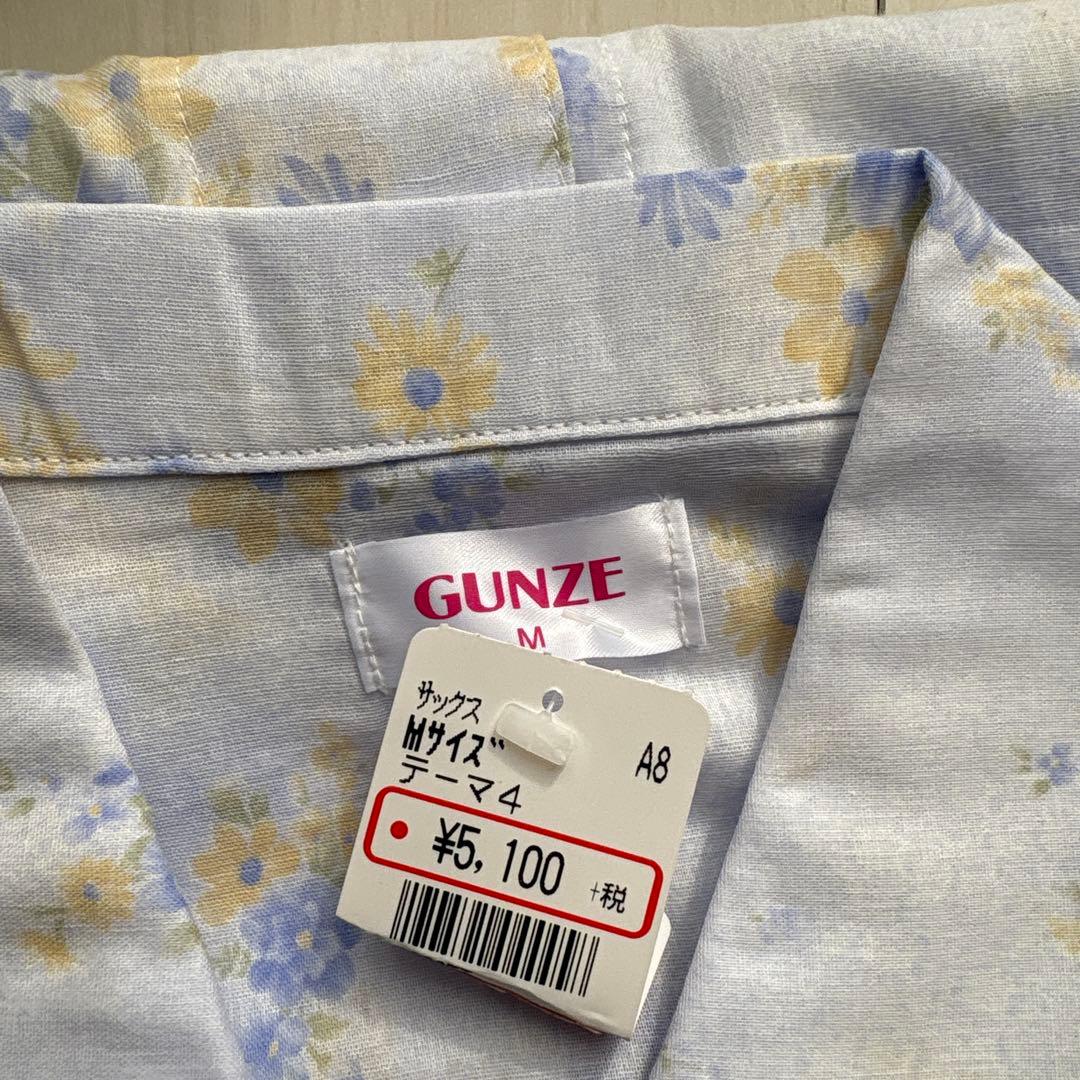 GUNZE
M
サックス
Mサイズ
A8
テーマ4
¥5,100 +税